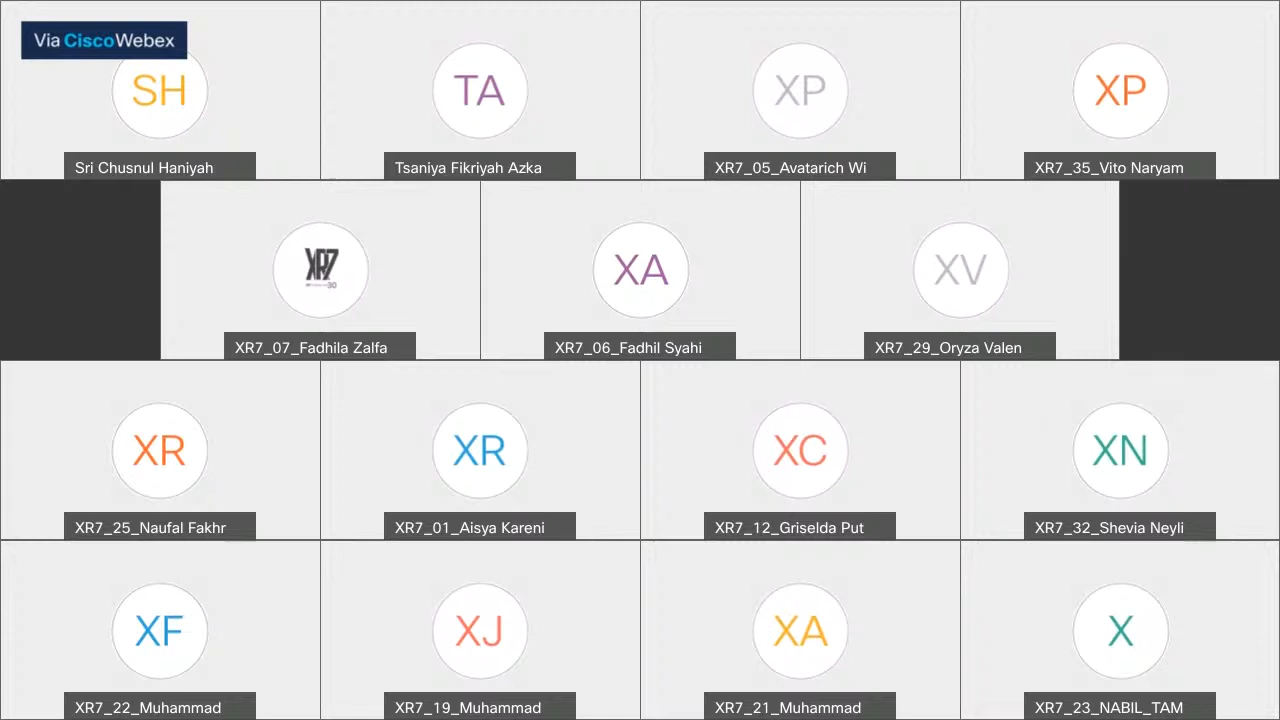 Via CiscoWebex
SH
TA
XP
XP
Sri Chusnul Haniyah
Tsaniya Fikriyah Azka
XR7_05_Avatarich Wi
XR7_35_Vito Naryam
XR7
30
XA
XV
XR7_07_Fadhila Zalfa
XR7_06_Fadhil Syahi
XR7_29_Oryza Valen
XR
XR
XC
XN
XR7_25_Naufal Fakhr
XR7_01_Aisya Kareni
XR7_12_Griselda Put
XR7_32_Shevia Neyli
XF
XJ
XA
X
XR7_22_Muhammad
XR7_19_Muhammad
XR7_21_Muhammad
XR7_23_NABIL_TAM